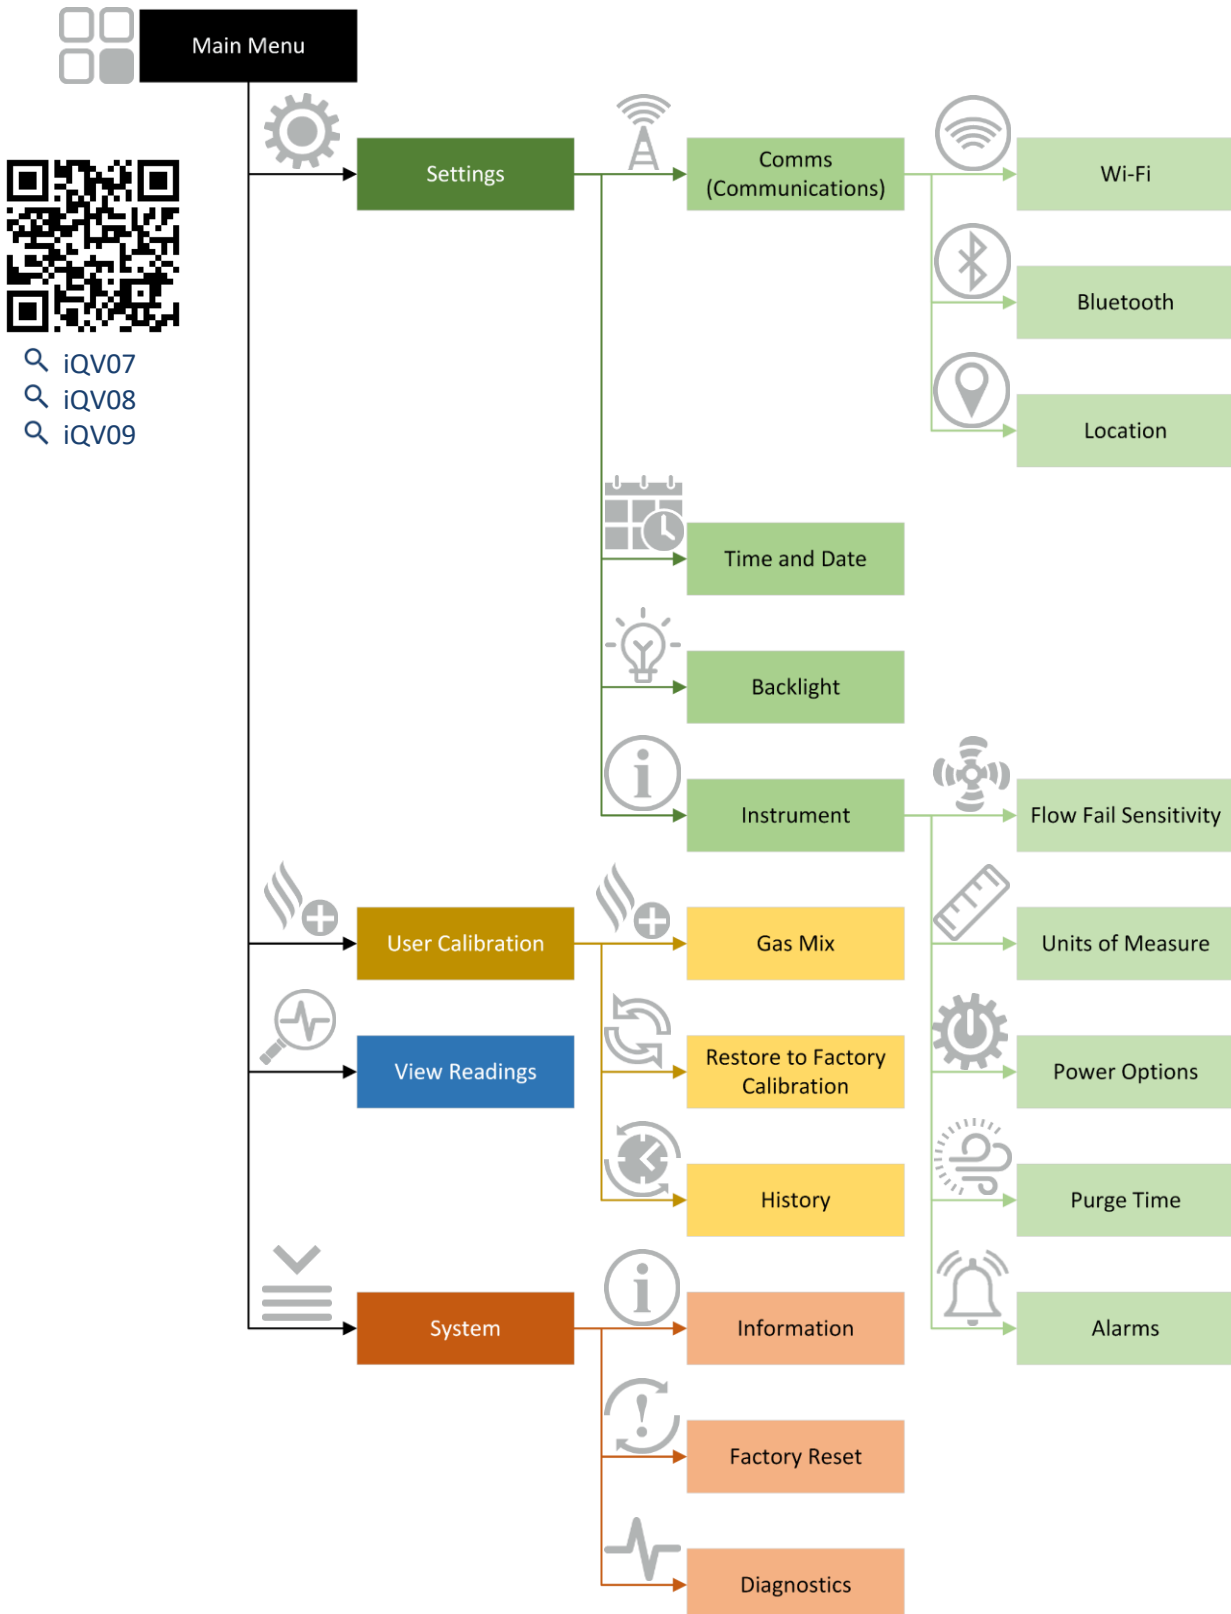 Main Menu
Settings
Comms
(Communications)
Wi-Fi
Bluetooth
Location
iQV07
iQV08
iQV09
Time and Date
Backlight
Instrument
Flow Fail Sensitivity
User Calibration
Gas Mix
Units of Measure
View Readings
Restore to Factory
Calibration
Power Options
History
Purge Time
System
Information
Alarms
Factory Reset
Diagnostics